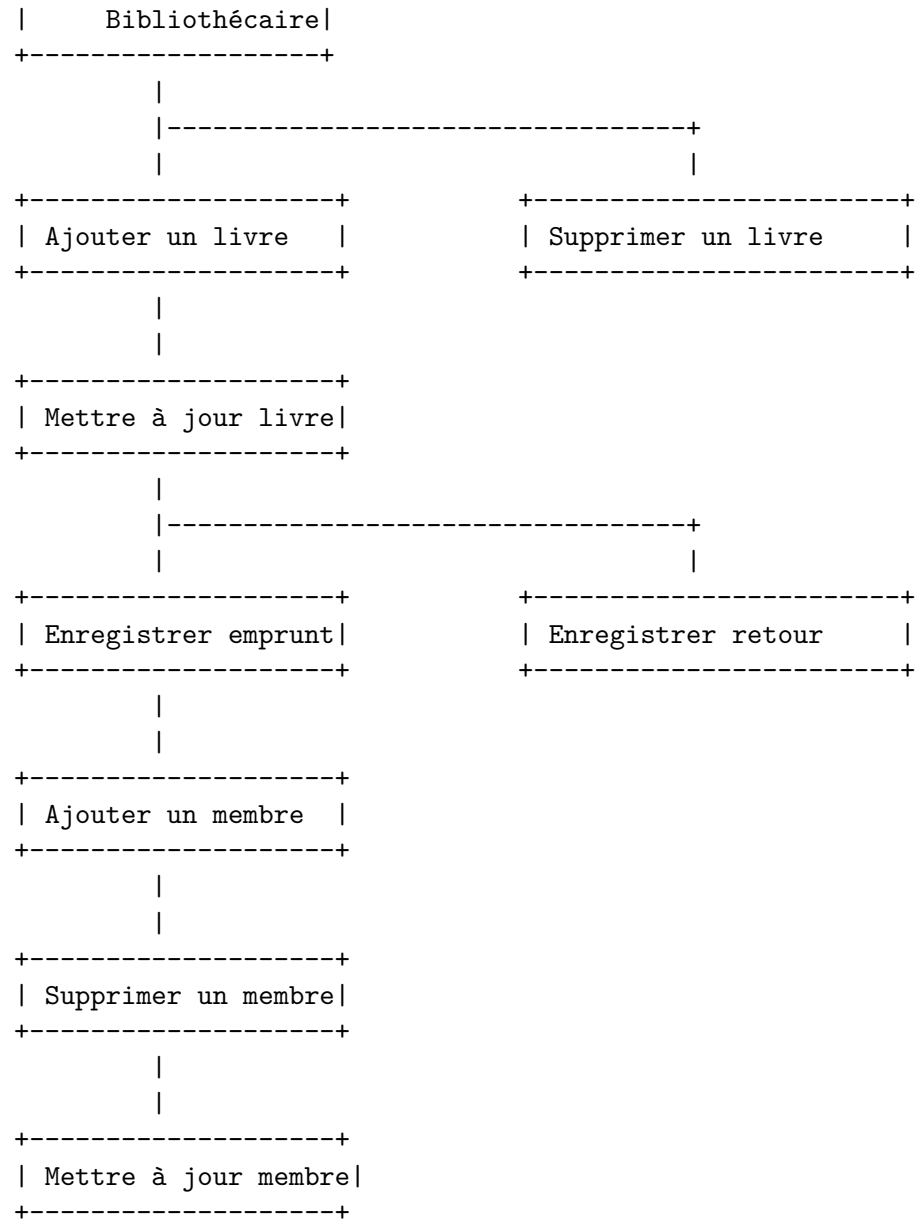 Bibliothécaire
Ajouter un livre
Supprimer un livre
Mettre à jour livre
Enregistrer emprunt
Enregistrer retour
Ajouter un membre
Supprimer un membre
Mettre à jour membre